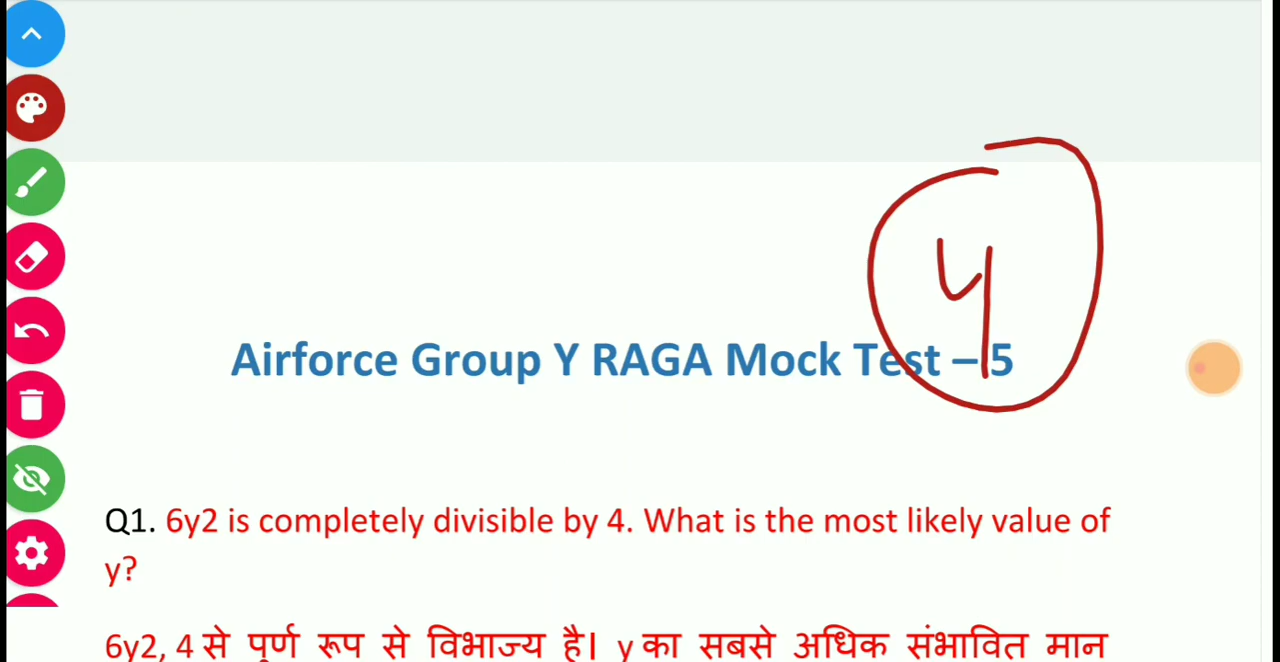 4
Airforce Group Y RAGA Mock Test – 5
Q1. 6y2 is completely divisible by 4. What is the most likely value of
y?
6y2, 4 से पूर्ण रूप से विभाज्य है। y का सबसे अधिक संभावित मान